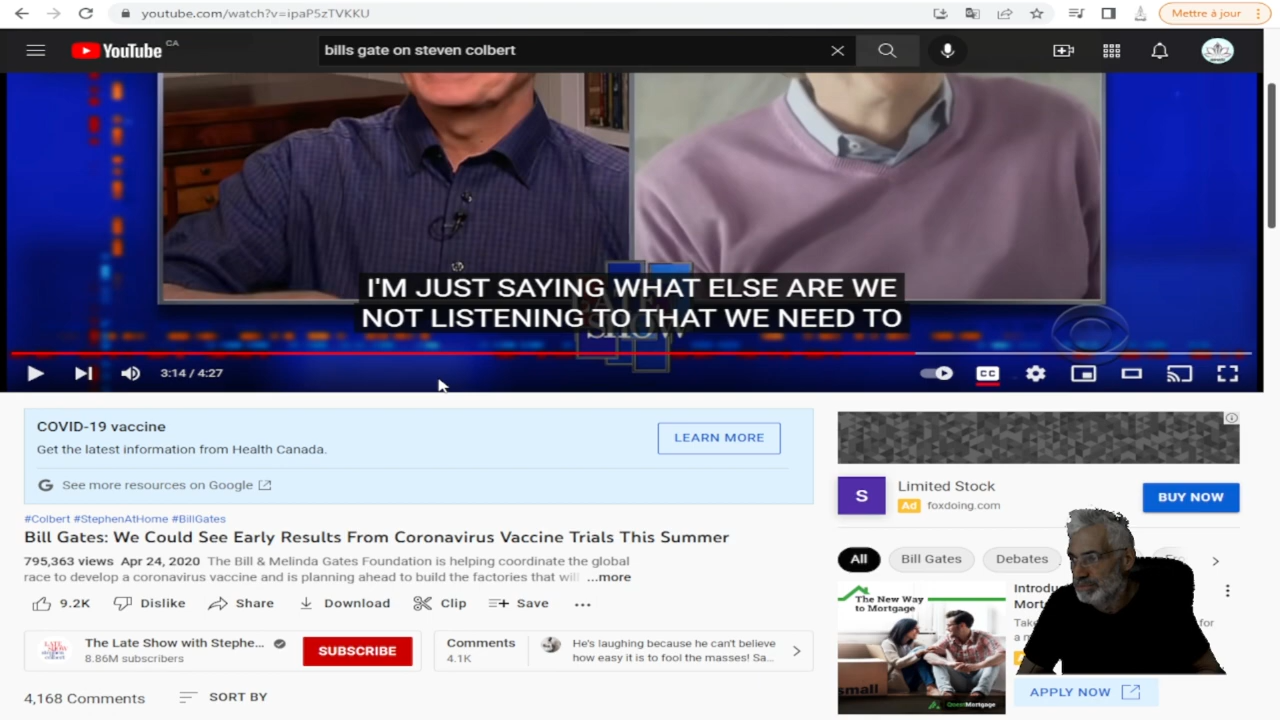 youtube.com/watch?v=ipaP5zTVKKU
Mettre à jour
YouTube CA
bills gate on steven colbert
I'M JUST SAYING WHAT ELSE ARE WE
NOT LISTENING TO THAT WE NEED TO
SHOW
3:14 / 4:27
CC
COVID-19 vaccine
Get the latest information from Health Canada.
LEARN MORE
G See more resources on Google
#Colbert #StephenAtHome #BillGates
Bill Gates: We Could See Early Results From Coronavirus Vaccine Trials This Summer
795,363 views Apr 24, 2020 The Bill & Melinda Gates Foundation is helping coordinate the global
race to develop a coronavirus vaccine and is planning ahead to build the factories that will ...more
9.2K Dislike Share Download Clip Save
The Late Show with Stephe...
8.86M subscribers
SUBSCRIBE
Comments
4.1K
He's laughing because he can't believe
how easy it is to fool the masses! Sa...
4,168 Comments SORT BY
S
Limited Stock
Ad foxdoing.com
BUY NOW
All Bill Gates Debates
The New Way
to Mortgage
small
QuestMortgage
APPLY NOW